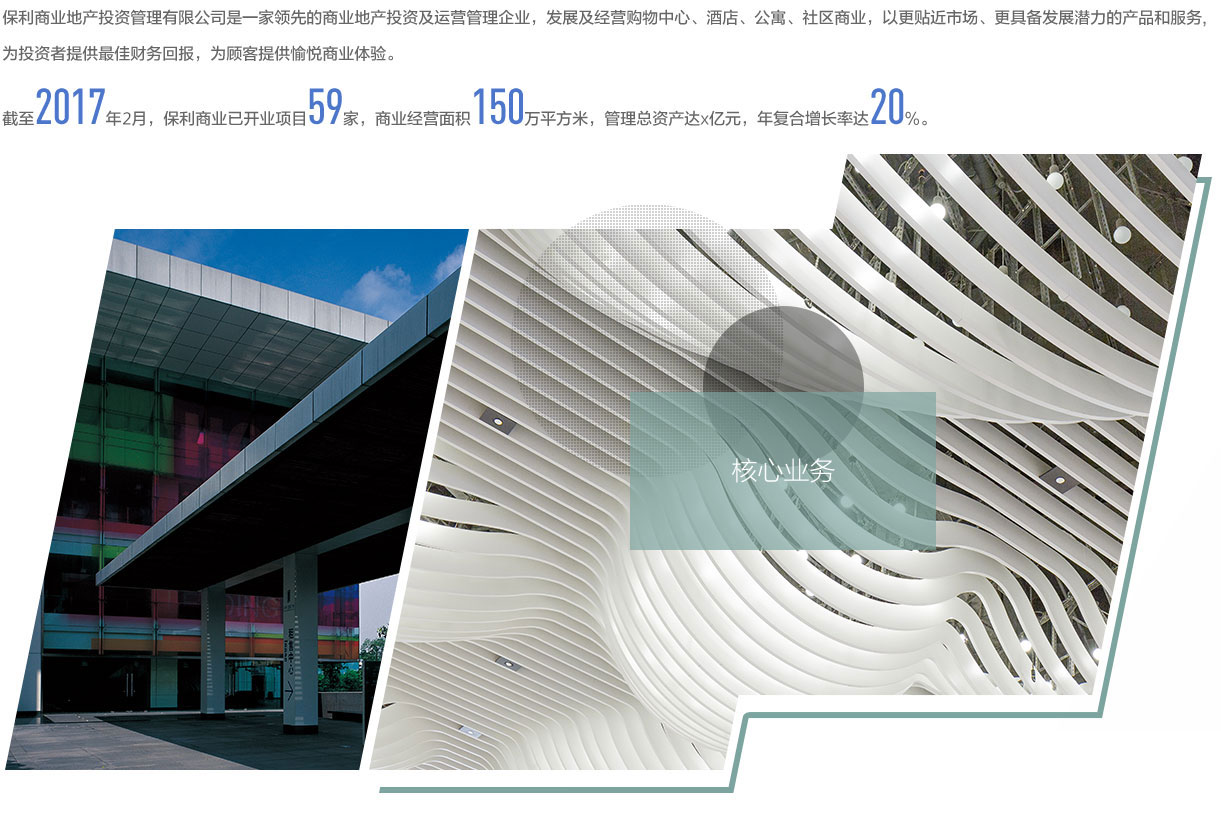 保利商业地产投资管理有限公司是一家领先的商业地产投资及运营管理企业，发展及经营购物中心、酒店、公寓、社区商业，以更贴近市场、更具备发展潜力的产品和服务，
为投资者提供最佳财务回报，为顾客提供愉悦商业体验。
截至2017年2月，保利商业已开业项目59家，商业经营面积150万平方米，管理总资产达x亿元，年复合增长率达20%。
核心业务